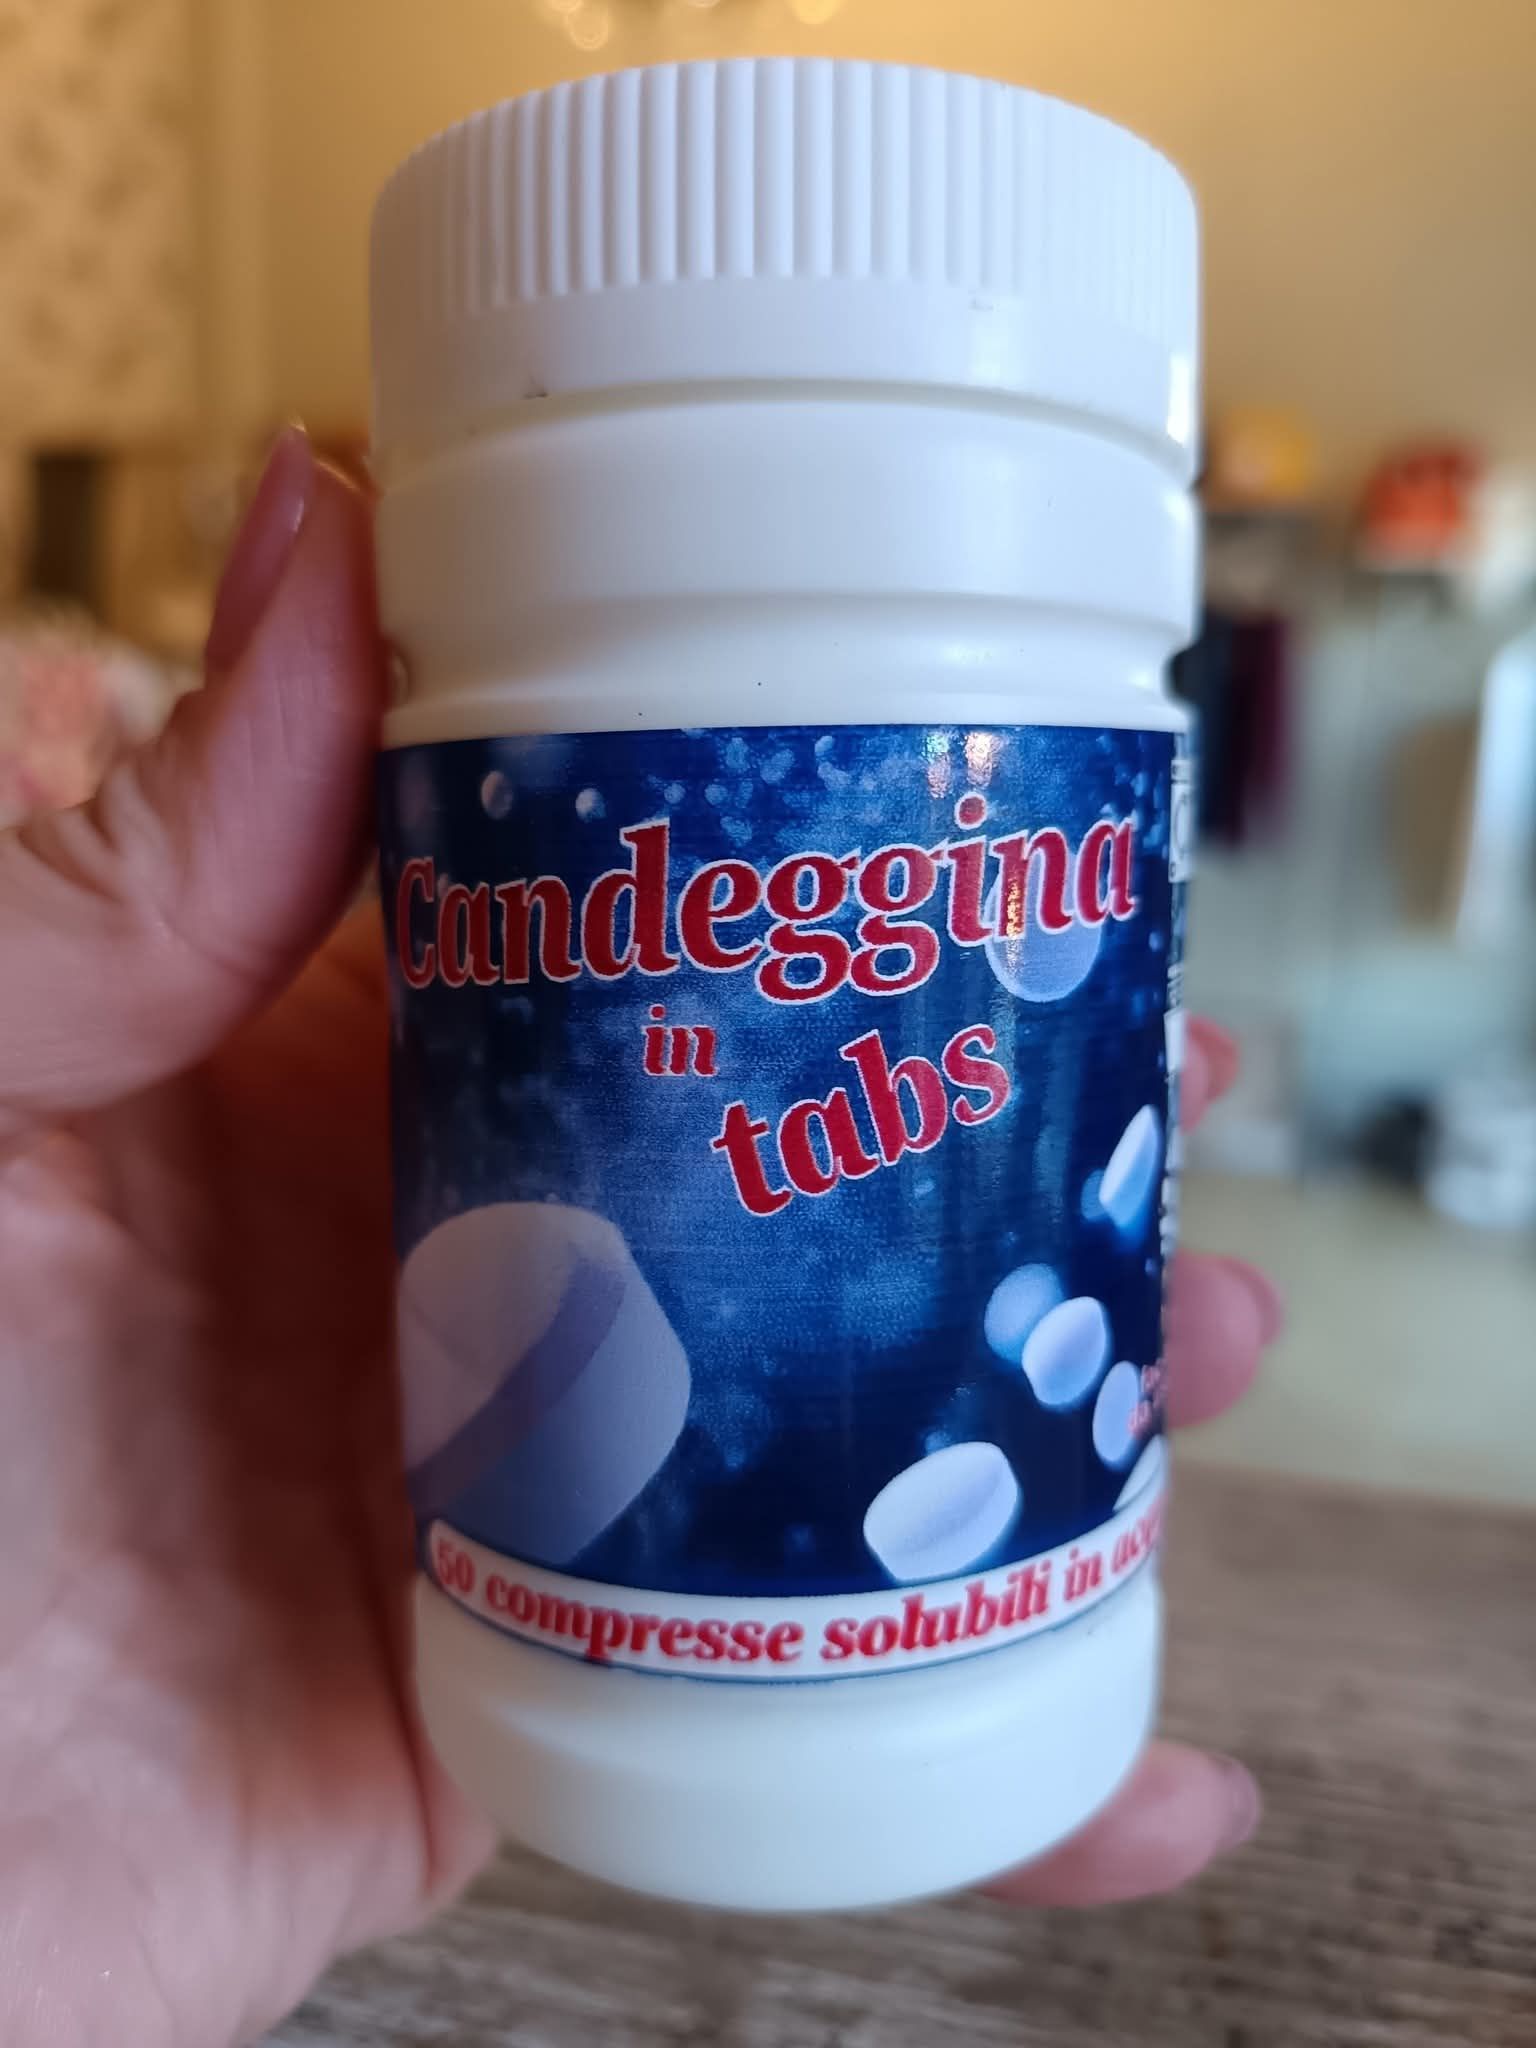 Candeggina
in
tabs
50 compresse solubili in